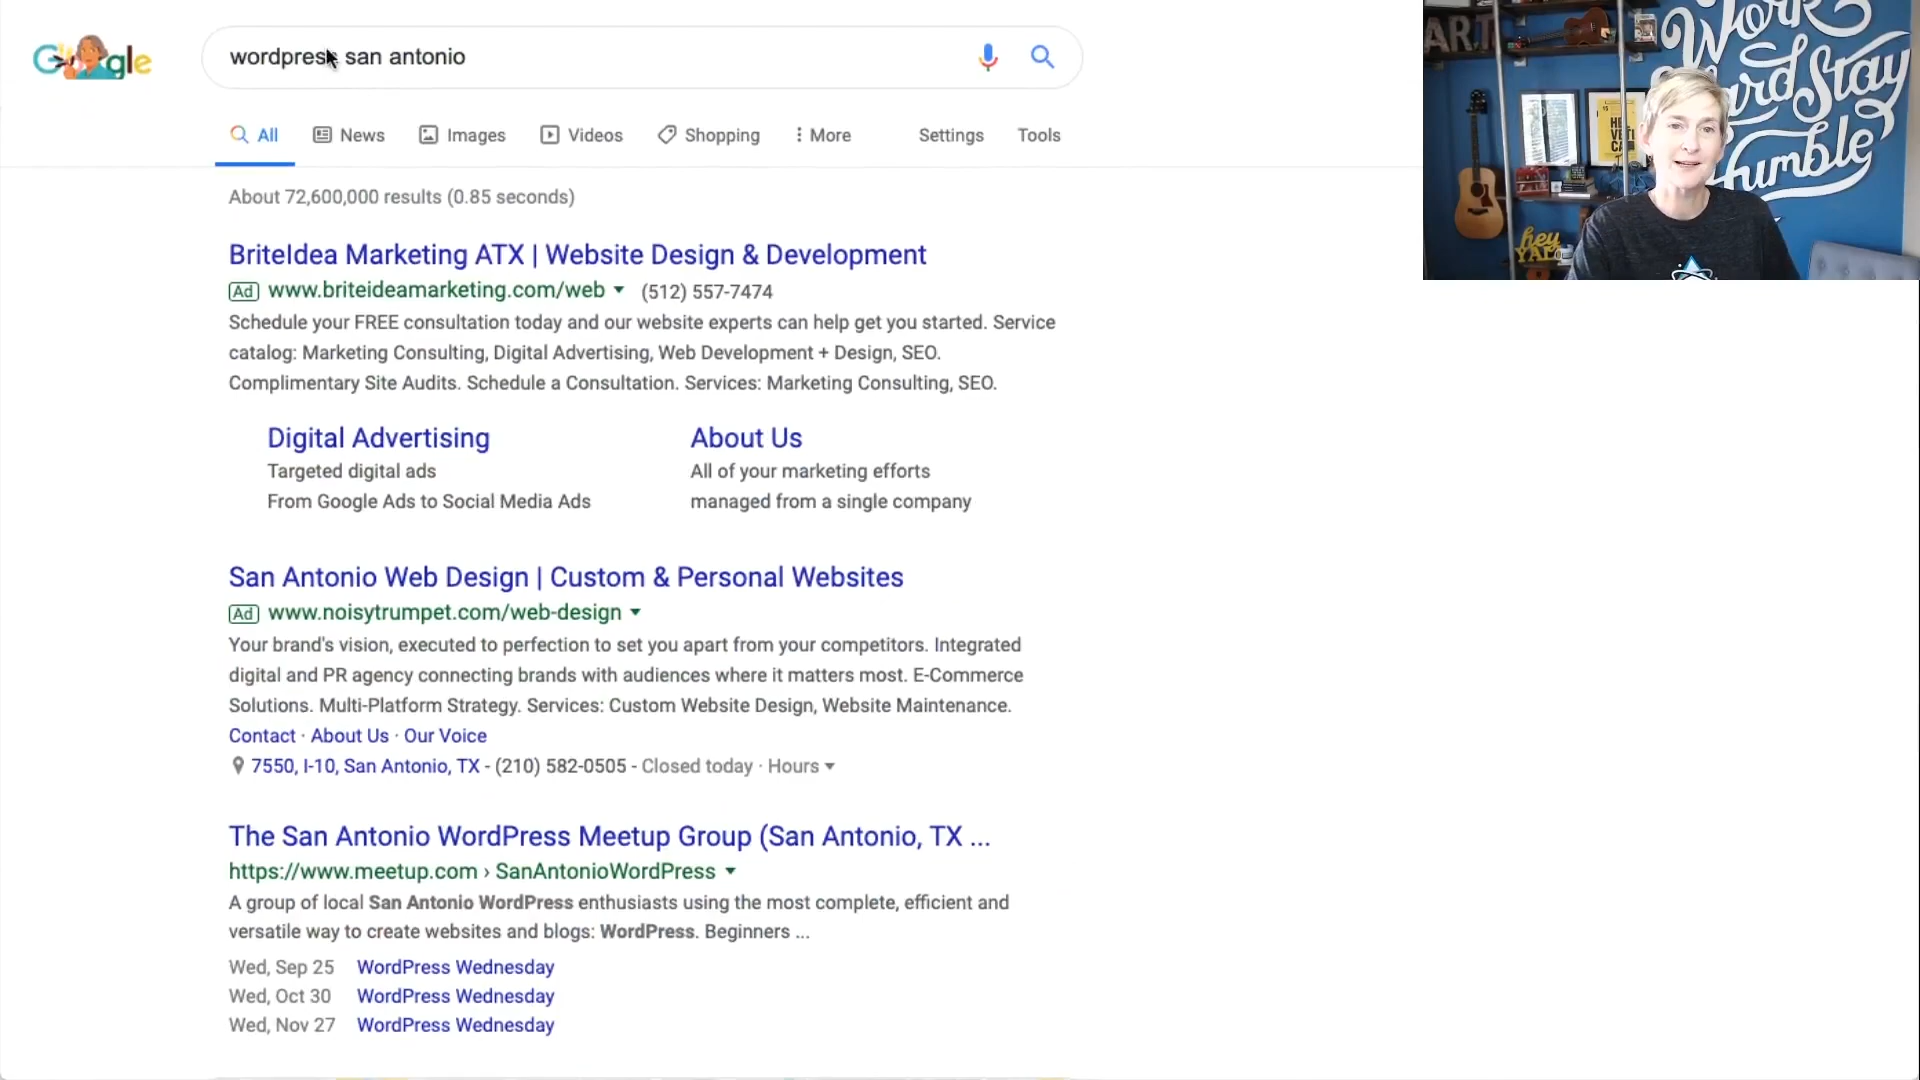 Google
wordpress san antonio
All
News
Images
Videos
Shopping
More
Settings
Tools
About 72,600,000 results (0.85 seconds)
BriteIdea Marketing ATX | Website Design & Development
Ad www.briteideamarketing.com/web (512) 557-7474
Schedule your FREE consultation today and our website experts can help get you started. Service
catalog: Marketing Consulting, Digital Advertising, Web Development + Design, SEO.
Complimentary Site Audits. Schedule a Consultation. Services: Marketing Consulting, SEO.
Digital Advertising
Targeted digital ads
From Google Ads to Social Media Ads
About Us
All of your marketing efforts
managed from a single company
San Antonio Web Design | Custom & Personal Websites
Ad www.noisytrumpet.com/web-design
Your brand's vision, executed to perfection to set you apart from your competitors. Integrated
digital and PR agency connecting brands with audiences where it matters most. E-Commerce
Solutions. Multi-Platform Strategy. Services: Custom Website Design, Website Maintenance.
Contact · About Us · Our Voice
7550, I-10, San Antonio, TX - (210) 582-0505 - Closed today · Hours
The San Antonio WordPress Meetup Group (San Antonio, TX ...
https://www.meetup.com › SanAntonioWordPress
A group of local San Antonio WordPress enthusiasts using the most complete, efficient and
versatile way to create websites and blogs: WordPress. Beginners ...
Wed, Sep 25 WordPress Wednesday
Wed, Oct 30 WordPress Wednesday
Wed, Nov 27 WordPress Wednesday
ART
Work
Hard Stay
Humble
hey